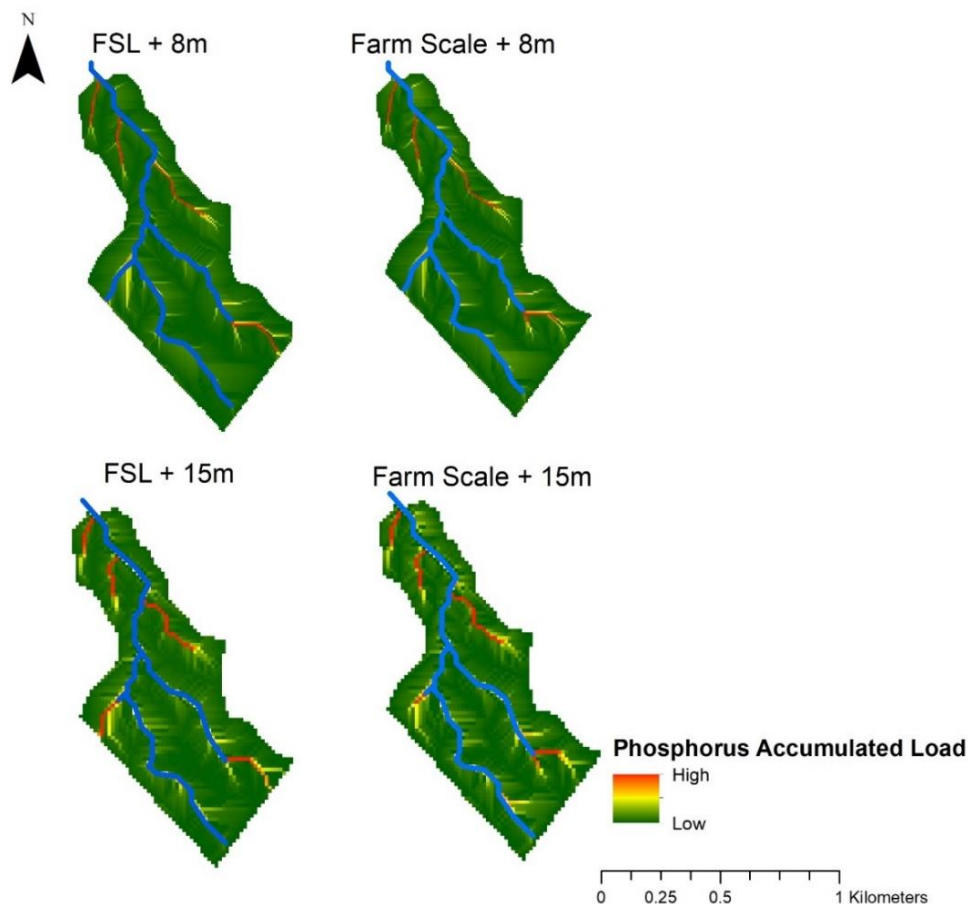 N
FSL + 8m
Farm Scale + 8m
FSL + 15m
Farm Scale + 15m
Phosphorus Accumulated Load
High
Low
0 0.25 0.5 1 Kilometers